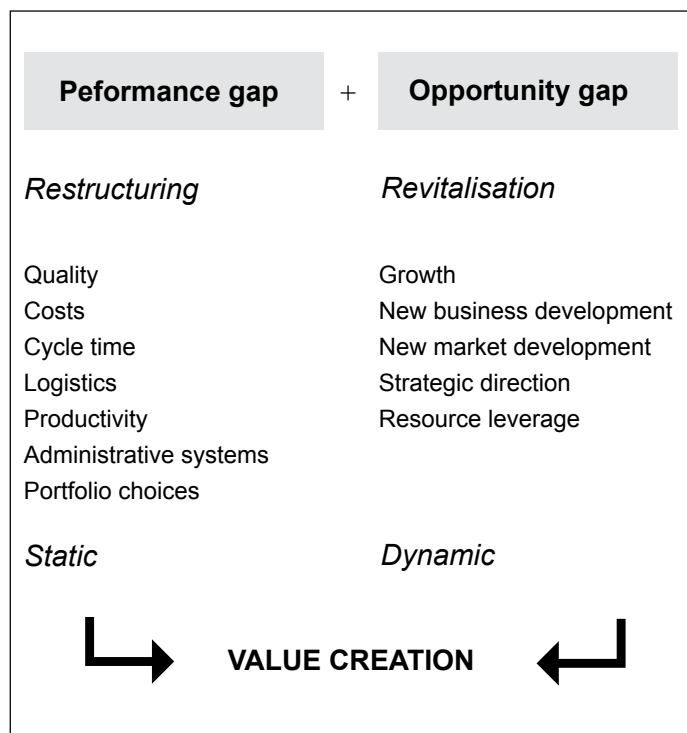 Peformance gap + Opportunity gap
Restructuring
Revitalisation
Quality
Costs
Cycle time
Logistics
Productivity
Administrative systems
Portfolio choices
Growth
New business development
New market development
Strategic direction
Resource leverage
Static
Dynamic
VALUE CREATION